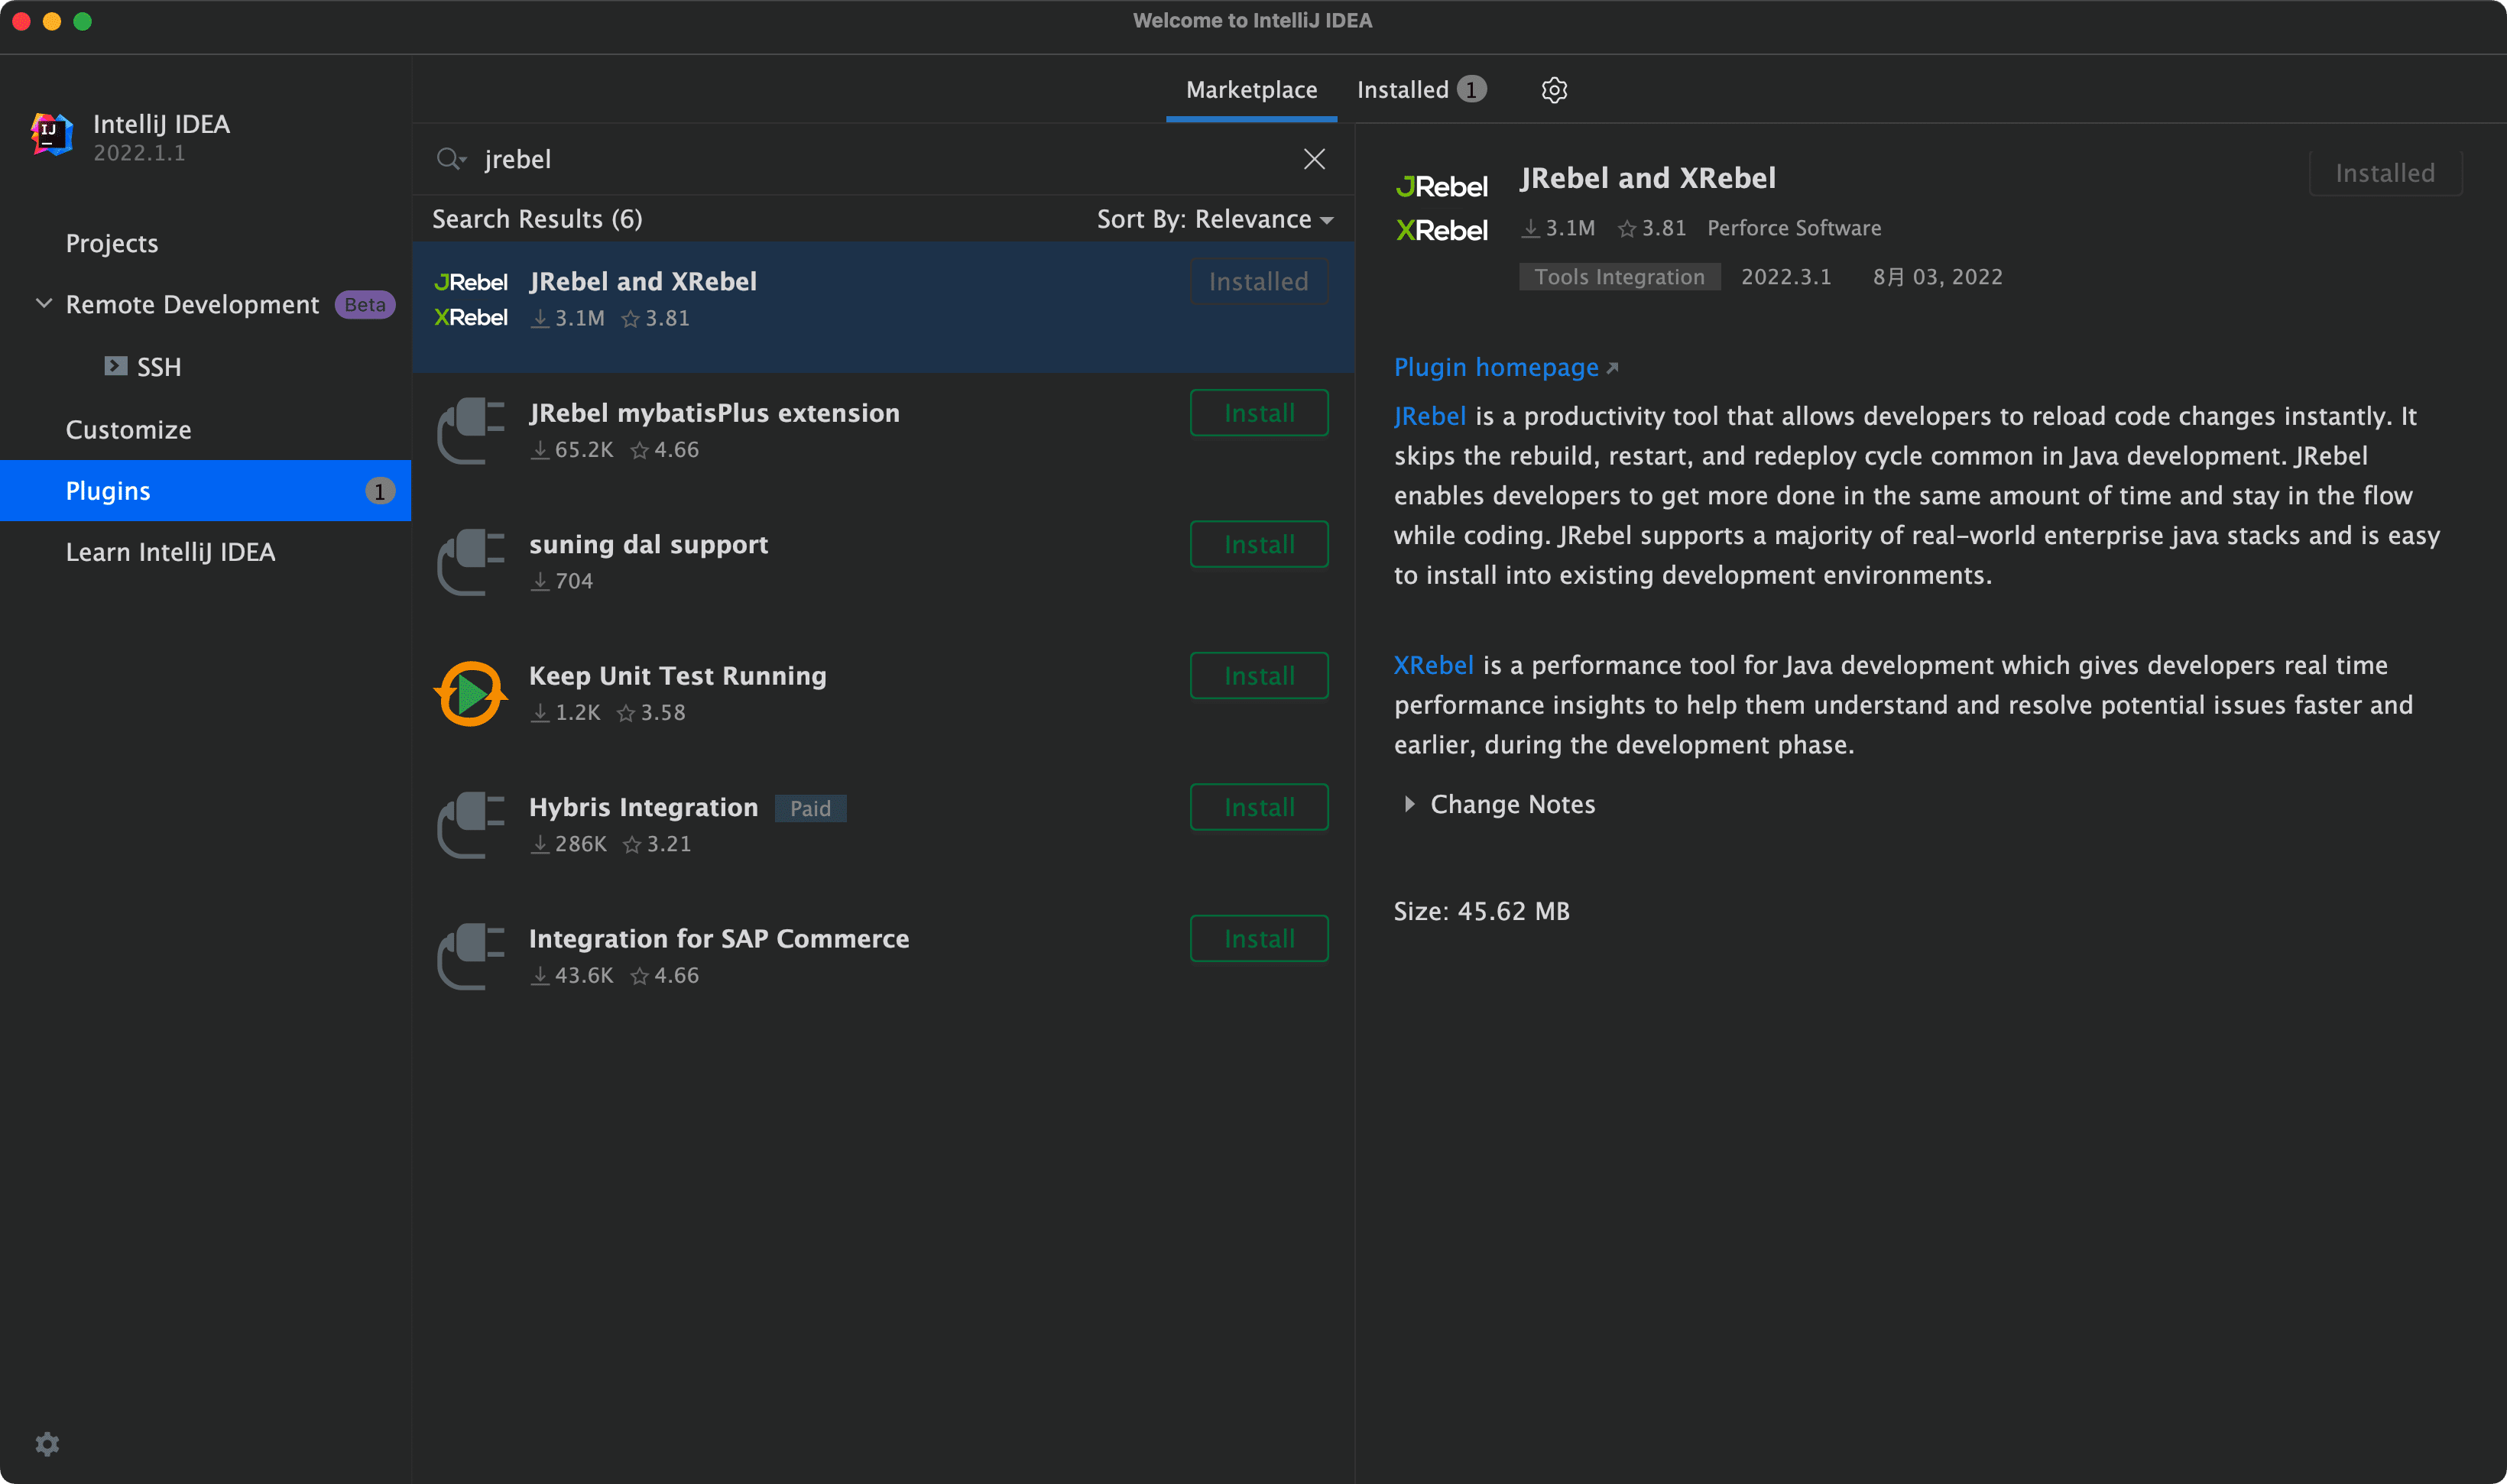 Welcome to IntelliJ IDEA
IntelliJ IDEA
2022.1.1
Projects
Remote Development Beta
SSH
Customize
Plugins 1
Learn IntelliJ IDEA
Marketplace Installed 1
jrebel
Search Results (6) Sort By: Relevance
JRebel
XRebel
JRebel and XRebel Installed
3.1M 3.81
JRebel mybatisPlus extension Install
65.2K 4.66
suning dal support Install
704
Keep Unit Test Running Install
1.2K 3.58
Hybris Integration Paid Install
286K 3.21
Integration for SAP Commerce Install
43.6K 4.66
JRebel
XRebel
JRebel and XRebel Installed
3.1M 3.81 Perforce Software
Tools Integration 2022.3.1 8月 03, 2022
Plugin homepage
JRebel is a productivity tool that allows developers to reload code changes instantly. It
skips the rebuild, restart, and redeploy cycle common in Java development. JRebel
enables developers to get more done in the same amount of time and stay in the flow
while coding. JRebel supports a majority of real-world enterprise java stacks and is easy
to install into existing development environments.
XRebel is a performance tool for Java development which gives developers real time
performance insights to help them understand and resolve potential issues faster and
earlier, during the development phase.
Change Notes
Size: 45.62 MB